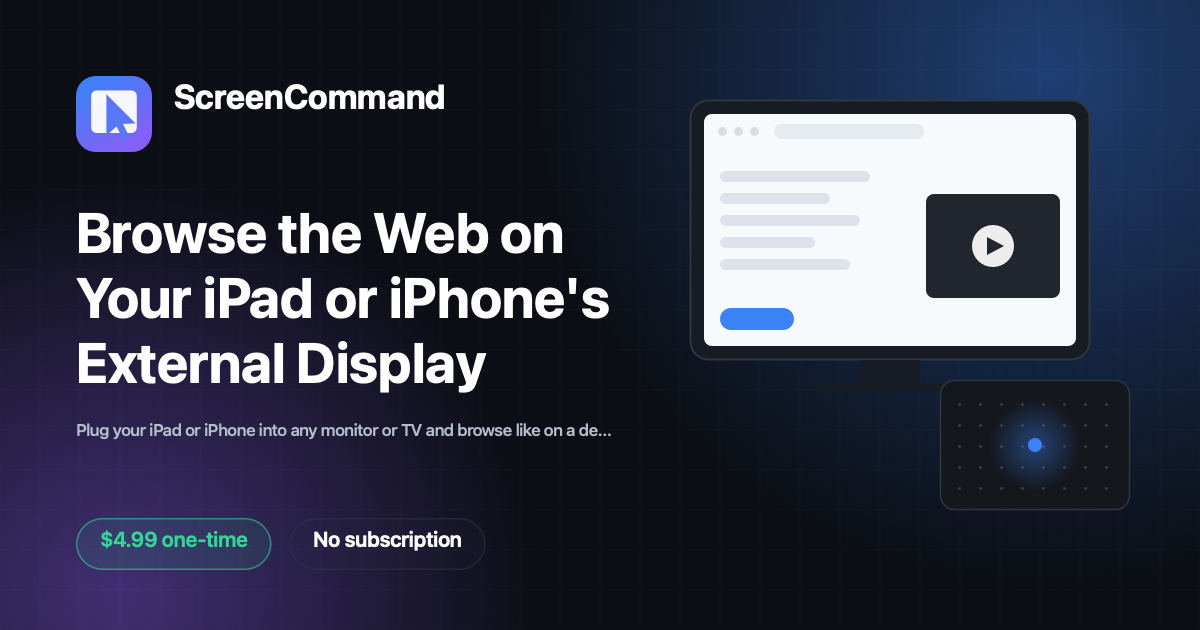 ScreenCommand
Browse the Web on
Your iPad or iPhone's
External Display
Plug your iPad or iPhone into any monitor or TV and browse like on a de...
$4.99 one-time
No subscription